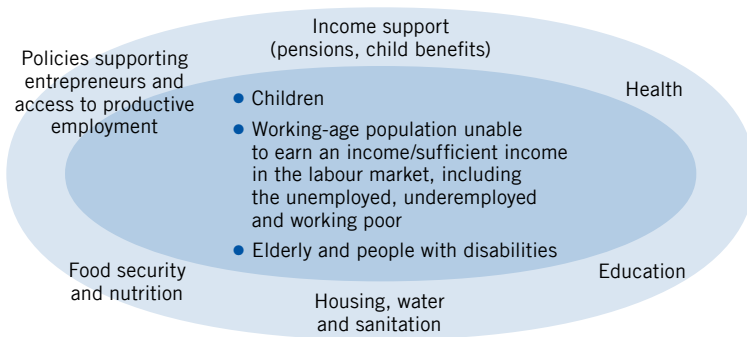 Income support
(pensions, child benefits)
Policies supporting
entrepreneurs and
access to productive
employment
Health
● Children
● Working-age population unable
to earn an income/sufficient income
in the labour market, including
the unemployed, underemployed
and working poor
● Elderly and people with disabilities
Food security
and nutrition
Education
Housing, water
and sanitation